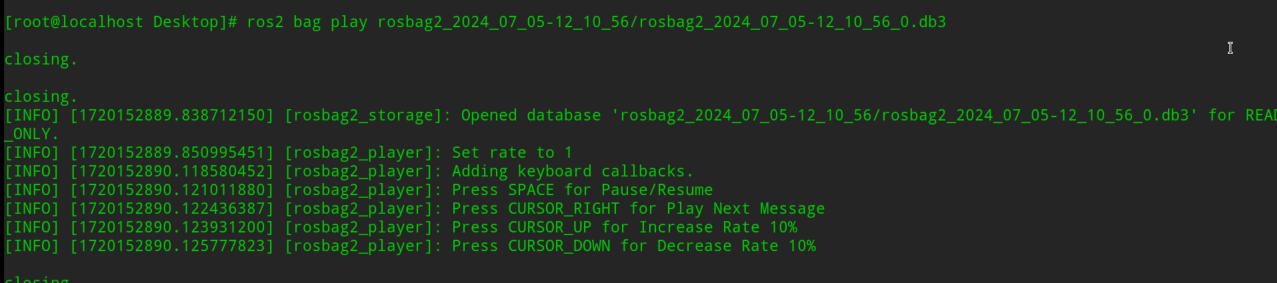 [root@localhost Desktop]# ros2 bag play rosbag2_2024_07_05-12_10_56/rosbag2_2024_07_05-12_10_56_0.db3
closing.
closing.
[INFO] [1720152889.838712150] [rosbag2_storage]: Opened database 'rosbag2_2024_07_05-12_10_56/rosbag2_2024_07_05-12_10_56_0.db3' for READ
_ONLY.
[INFO] [1720152889.850995451] [rosbag2_player]: Set rate to 1
[INFO] [1720152890.118580452] [rosbag2_player]: Adding keyboard callbacks.
[INFO] [1720152890.121011880] [rosbag2_player]: Press SPACE for Pause/Resume
[INFO] [1720152890.122436387] [rosbag2_player]: Press CURSOR_RIGHT for Play Next Message
[INFO] [1720152890.123931200] [rosbag2_player]: Press CURSOR_UP for Increase Rate 10%
[INFO] [1720152890.125777823] [rosbag2_player]: Press CURSOR_DOWN for Decrease Rate 10%
closing.